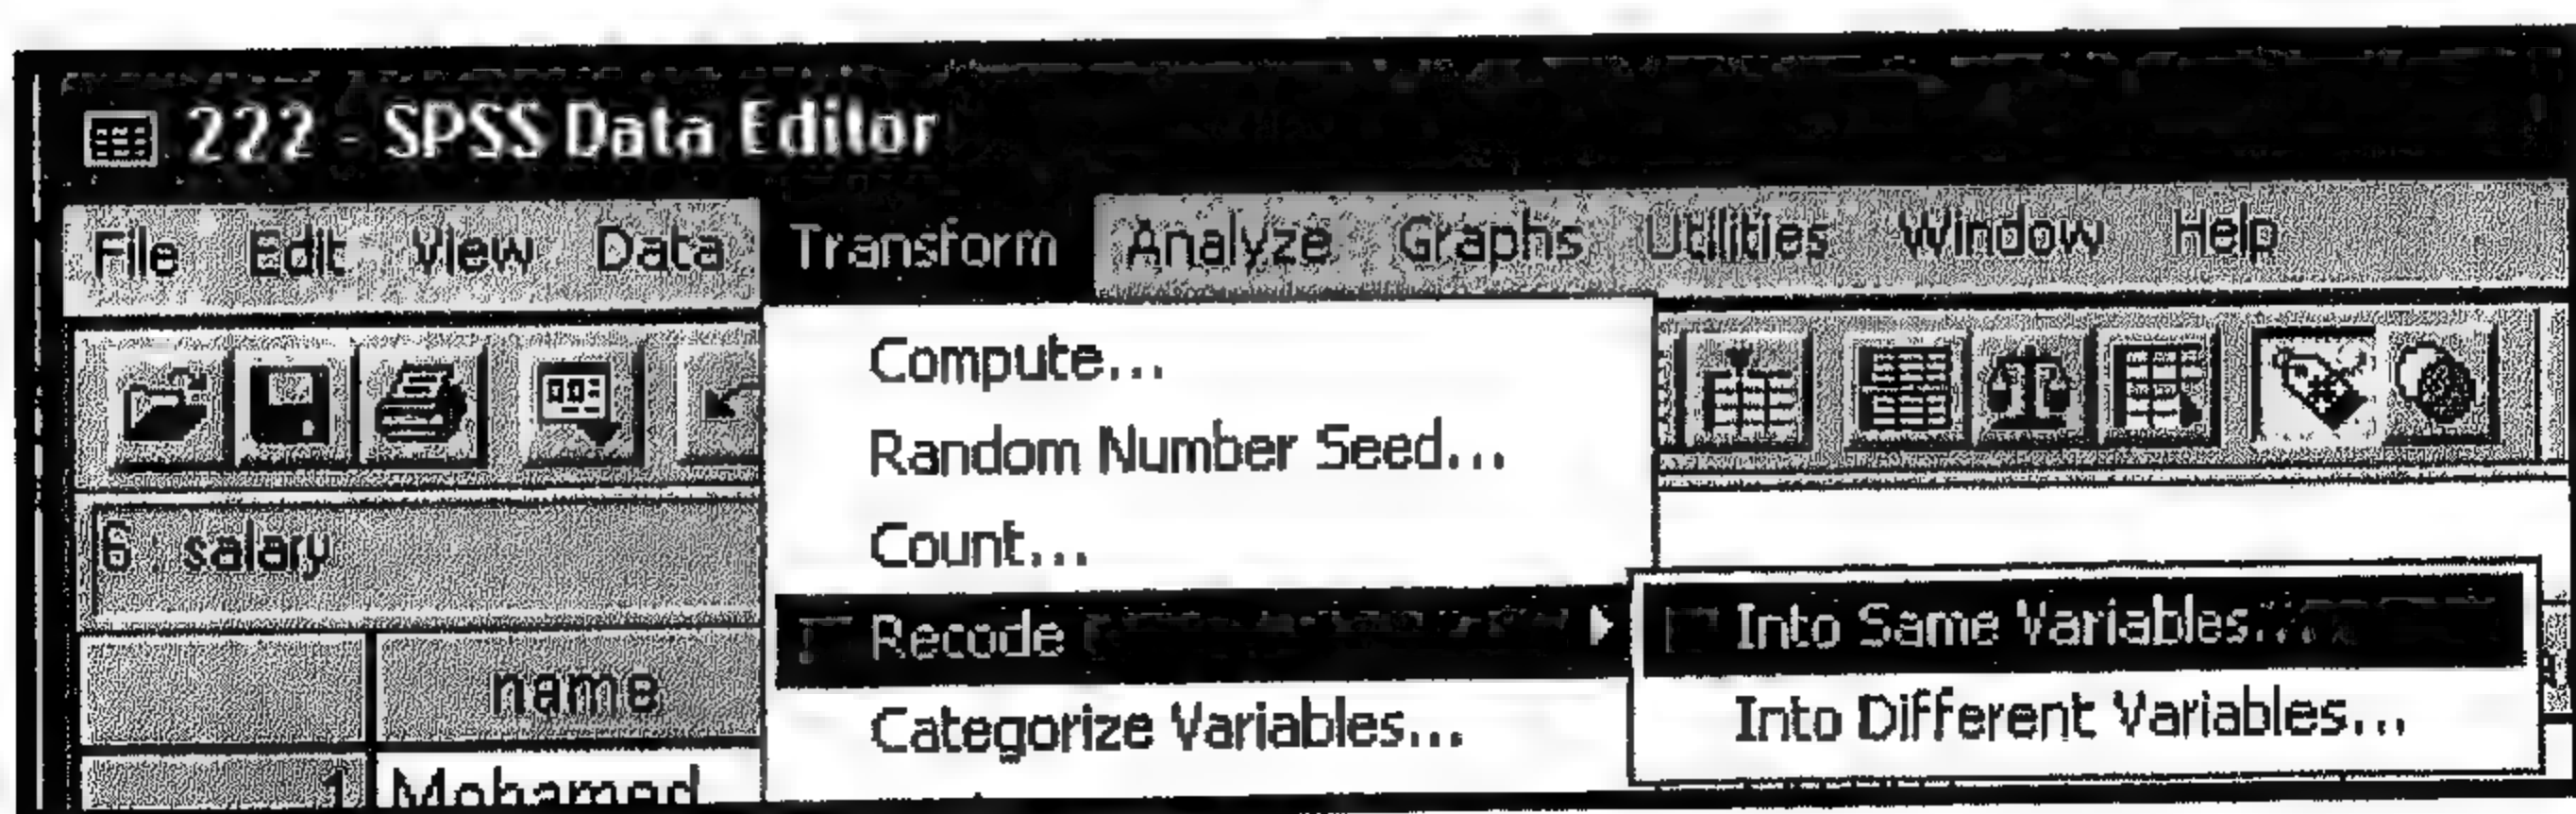 222 - SPSS Data Editor
File Edit View Data Transform Analyze Graphs Utilities Window Help
Compute...
Random Number Seed...
Count...
6 : salary
Recode
Into Same Variables...
name
Categorize Variables...
Into Different Variables...
1 Mohamed